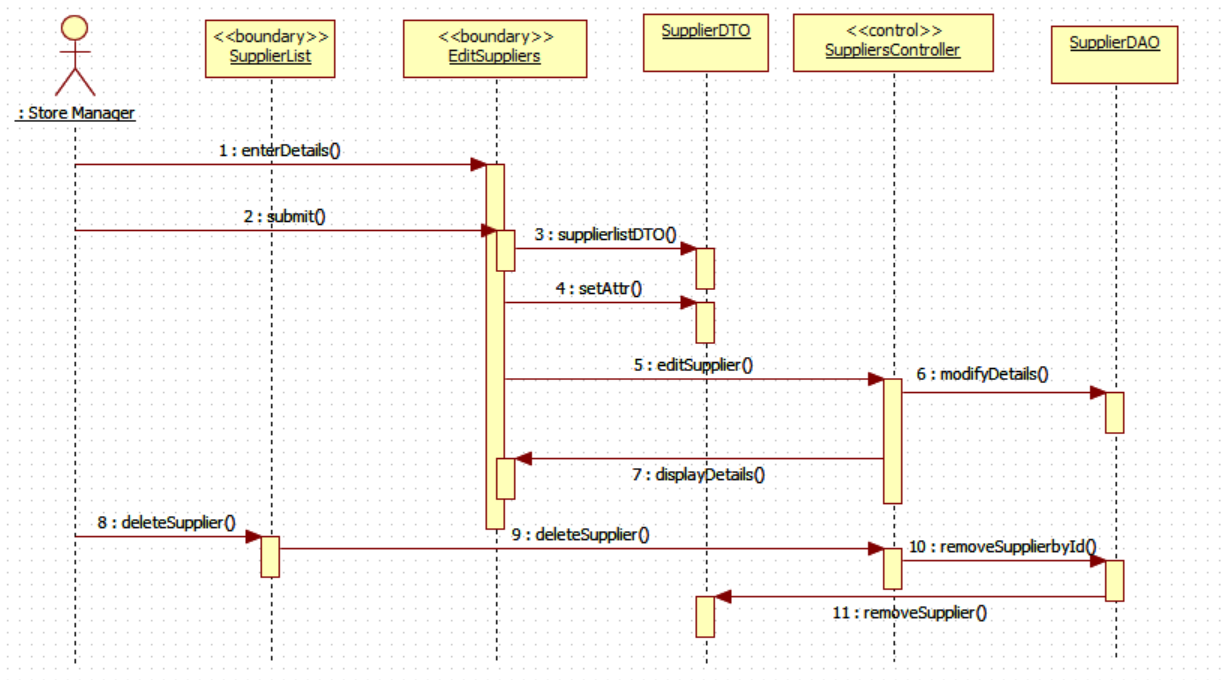 <<boundary>>
SupplierList
<<boundary>>
EditSuppliers
SupplierDTO
<<control>>
SuppliersController
SupplierDAO
: Store Manager
1 : enterDetails()
2 : submit()
3 : supplierlistDTO()
4 : setAttr()
5 : editSupplier()
6 : modifyDetails()
7 : displayDetails()
8 : deleteSupplier()
9 : deleteSupplier()
10 : removeSupplierbyId()
11 : removeSupplier()